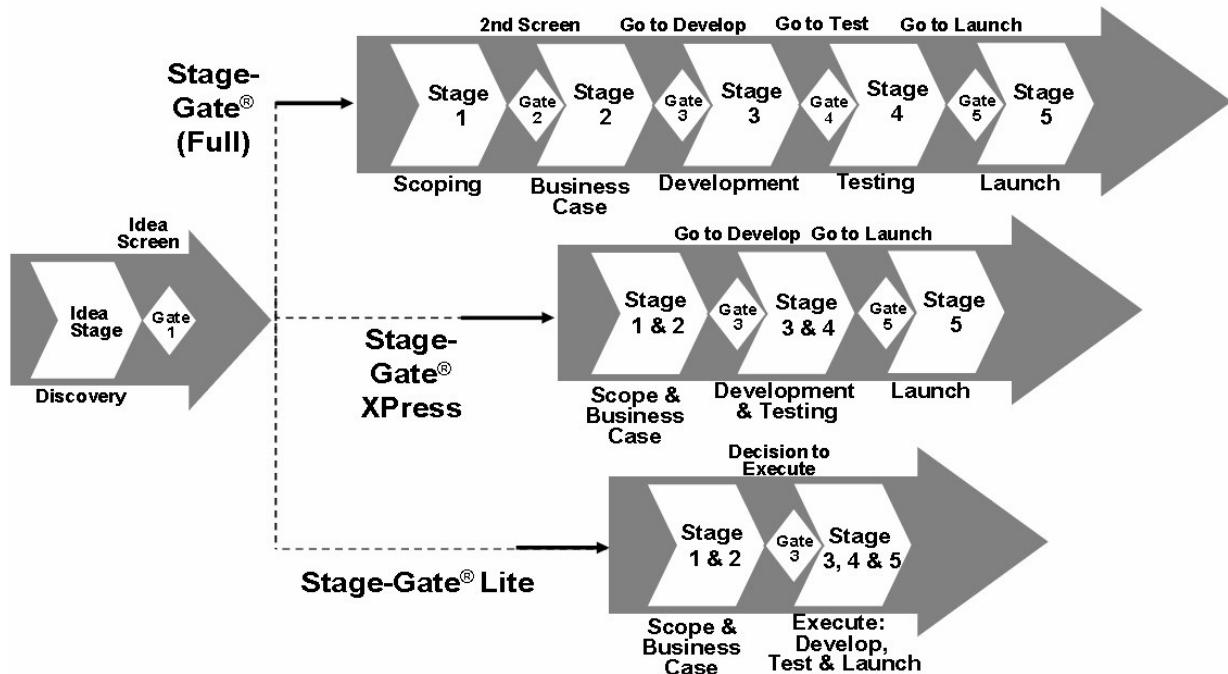 2nd Screen Go to Develop Go to Test Go to Launch
Stage-
Gate®
(Full)
Stage
1
Gate
2
Stage
2
Gate
3
Stage
3
Gate
4
Stage
4
Gate
5
Stage
5
Scoping
Business
Case
Development
Testing
Launch
Idea
Screen
Idea
Stage
Gate
1
Discovery
Go to Develop Go to Launch
Stage-
Gate®
XPress
Stage
1 & 2
Gate
3
Stage
3 & 4
Gate
5
Stage
5
Scope &
Business
Case
Development
& Testing
Launch
Decision to
Execute
Stage-Gate® Lite
Stage
1 & 2
Gate
3
Stage
3, 4 & 5
Scope &
Business
Case
Execute:
Develop,
Test & Launch